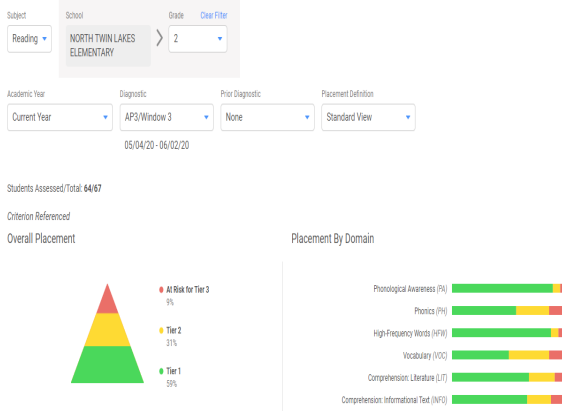 Subject
School
Grade
Clear Filter
Reading
NORTH TWIN LAKES
ELEMENTARY
2
Academic Year
Diagnostic
Prior Diagnostic
Placement Definition
Current Year
AP3/Window 3
None
Standard View
05/04/20 - 06/02/20
Students Assessed/Total: 64/67
Criterion Referenced
Overall Placement
Placement By Domain
At Risk for Tier 3
9%
Tier 2
31%
Tier 1
59%
Phonological Awareness (PA)
Phonics (PH)
High-Frequency Words (HFW)
Vocabulary (VOC)
Comprehension: Literature (LIT)
Comprehension: Informational Text (INFO)